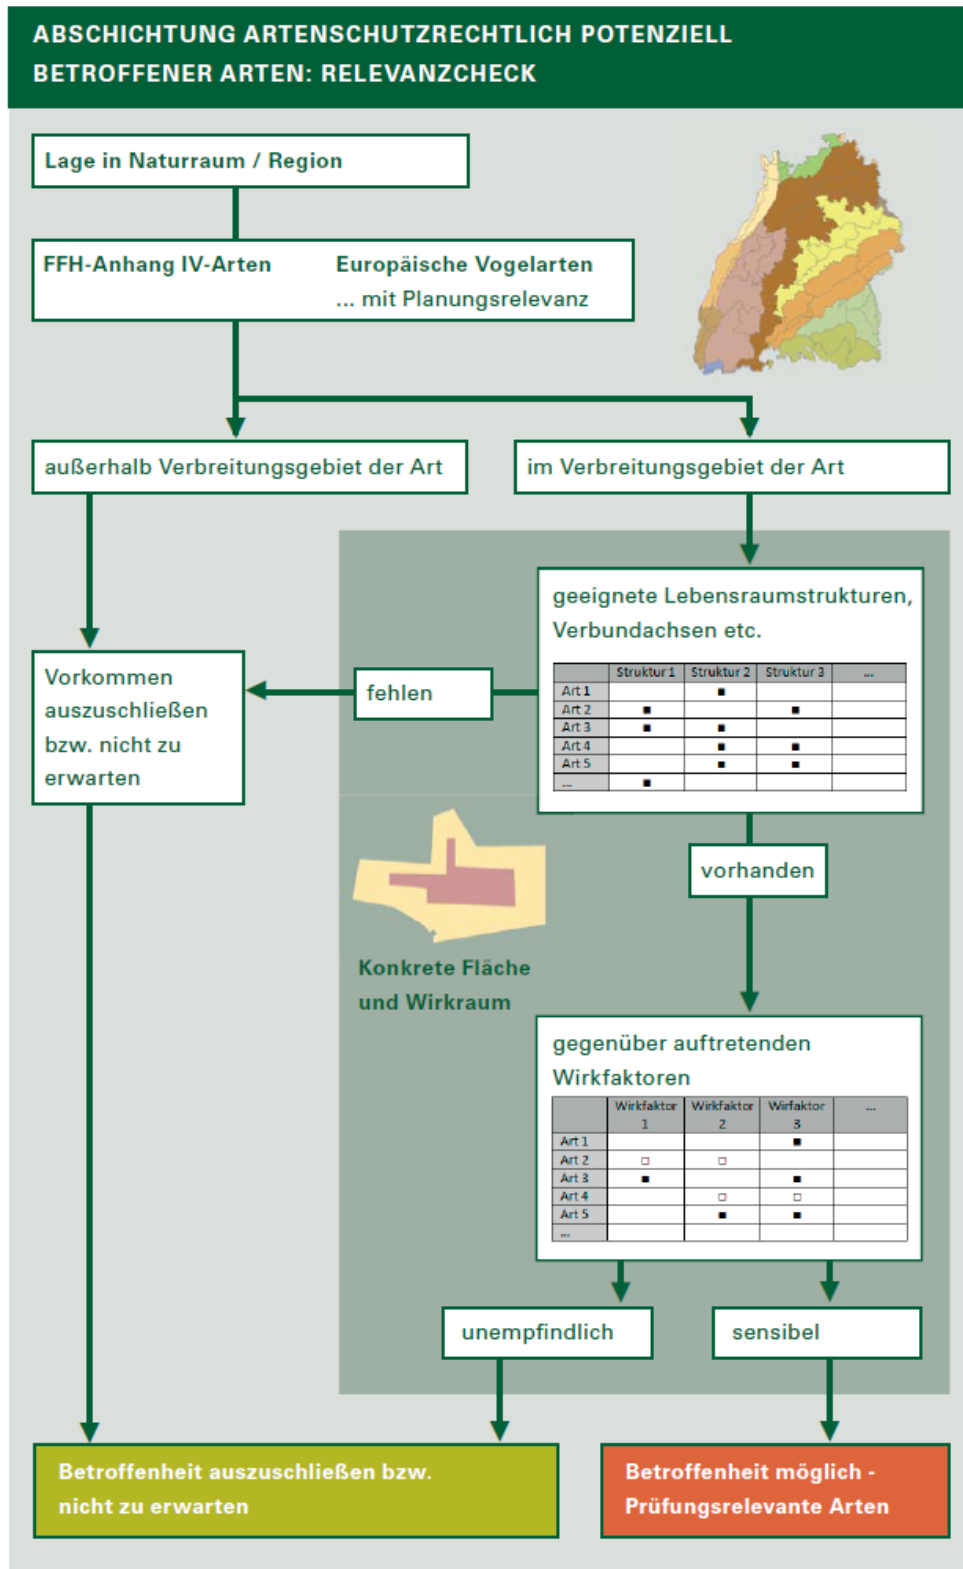 ABSCHICHTUNG ARTENSCHUTZRECHTLICH POTENZIELL
BETROFFENER ARTEN: RELEVANZCHECK
Lage in Naturraum / Region
FFH-Anhang IV-Arten
Europäische Vogelarten
... mit Planungsrelevanz
außerhalb Verbreitungsgebiet der Art
im Verbreitungsgebiet der Art
geeignete Lebensraumstrukturen,
Verbundachsen etc.
Struktur 1 Struktur 2 Struktur 3 ...
Art 1 ■
Art 2 ■ ■
Art 3 ■ ■
Art 4 ■ ■
Art 5 ■ ■
... ■
fehlen
Vorkommen
auszuschließen
bzw. nicht zu
erwarten
vorhanden
Konkrete Fläche
und Wirkraum
gegenüber auftretenden
Wirkfaktoren
Wirkfaktor Wirkfaktor Wirfaktor ...
1 2 3
Art 1 ■
Art 2 □ □
Art 3 ■ ■
Art 4 □ □
Art 5 ■ ■
...
unempfindlich
sensibel
Betroffenheit auszuschließen bzw.
nicht zu erwarten
Betroffenheit möglich -
Prüfungsrelevante Arten